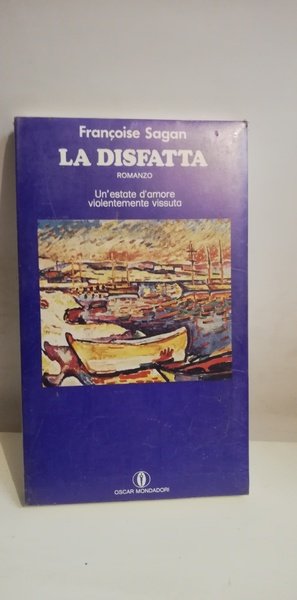 Françoise Sagan
LA DISFATTA
ROMANZO
Un'estate d'amore
violentemente vissuta
OSCAR MONDADORI